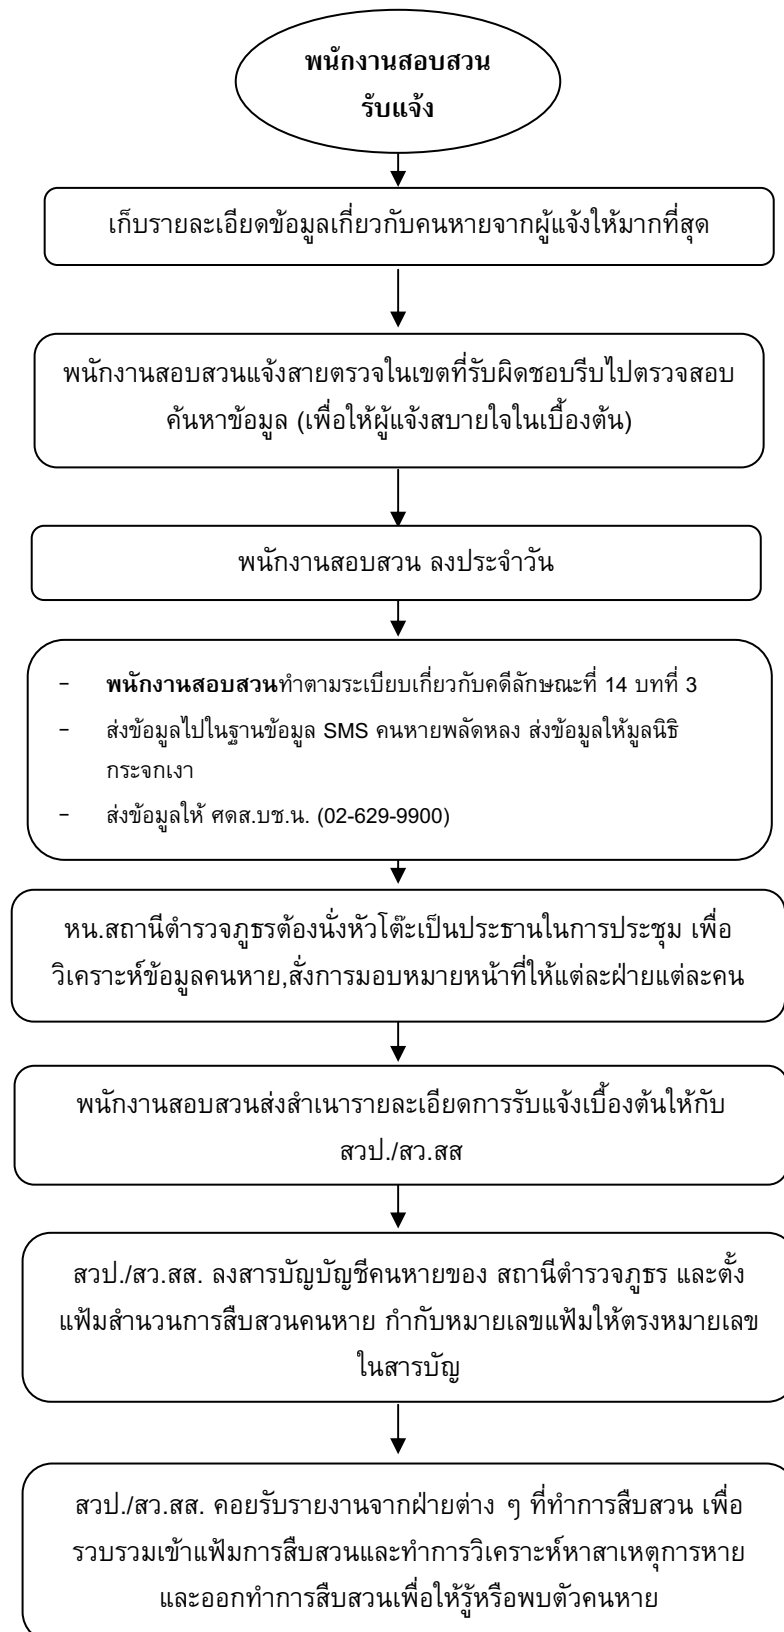 พนักงานสอบสวน
รับแจ้ง
เก็บรายละเอียดข้อมูลเกี่ยวกับคนหายจากผู้แจ้งให้มากที่สุด
พนักงานสอบสวนแจ้งสายตรวจในเขตที่รับผิดชอบรีบไปตรวจสอบ
ค้นหาข้อมูล (เพื่อให้ผู้แจ้งสบายใจในเบื้องต้น)
พนักงานสอบสวน ลงประจำวัน
- พนักงานสอบสวนทำตามระเบียบเกี่ยวกับคดีลักษณะที่ 14 บทที่ 3
- ส่งข้อมูลไปในฐานข้อมูล SMS คนหายพลัดหลง ส่งข้อมูลให้มูลนิธิ
กระจกเงา
- ส่งข้อมูลให้ ศดส.บช.น. (02-629-9900)
หน.สถานีตำรวจภูธรต้องนั่งหัวโต๊ะเป็นประธานในการประชุม เพื่อ
วิเคราะห์ข้อมูลคนหาย,สั่งการมอบหมายหน้าที่ให้แต่ละฝ่ายแต่ละคน
พนักงานสอบสวนส่งสำเนารายละเอียดการรับแจ้งเบื้องต้นให้กับ
สวป./สว.สส
สวป./สว.สส. ลงสารบัญบัญชีคนหายของ สถานีตำรวจภูธร และตั้ง
แฟ้มสำนวนการสืบสวนคนหาย กำกับหมายเลขแฟ้มให้ตรงหมายเลข
ในสารบัญ
สวป./สว.สส. คอยรับรายงานจากฝ่ายต่าง ๆ ที่ทำการสืบสวน เพื่อ
รวบรวมเข้าแฟ้มการสืบสวนและทำการวิเคราะห์หาสาเหตุการหาย
และออกทำการสืบสวนเพื่อให้รู้หรือพบตัวคนหาย